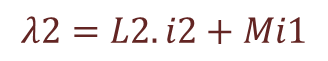 λ2 = L2. i2 + Mi1